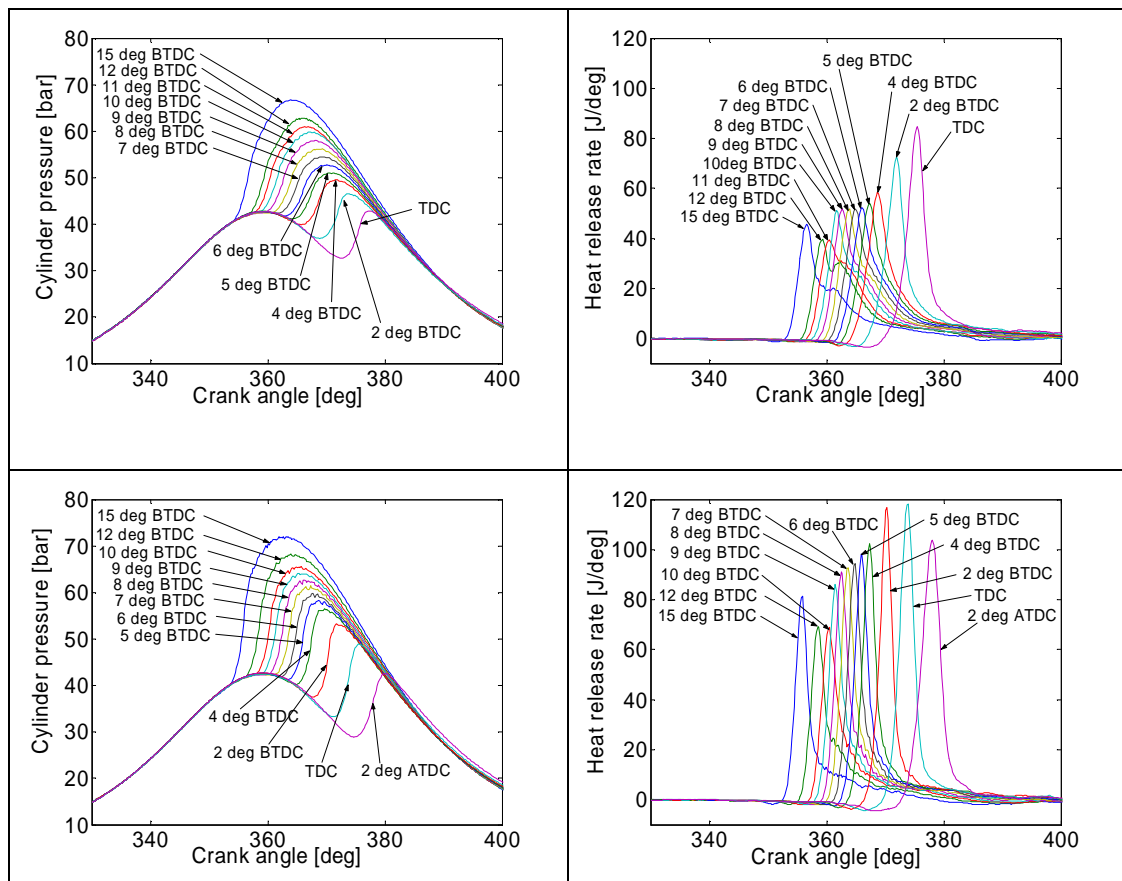 80
70
60
50
40
30
20
10
Cylinder pressure [bar]
15 deg BTDC
12 deg BTDC
11 deg BTDC
10 deg BTDC
9 deg BTDC
8 deg BTDC
7 deg BTDC
TDC
6 deg BTDC
5 deg BTDC
4 deg BTDC
2 deg BTDC
340
360
380
400
Crank angle [deg]
120
100
80
60
40
20
0
Heat release rate [J/deg]
5 deg BTDC
6 deg BTDC
4 deg BTDC
7 deg BTDC
2 deg BTDC
8 deg BTDC
TDC
9 deg BTDC
10deg BTDC
11 deg BTDC
12 deg BTDC
15 deg BTDC
340
360
380
400
Crank angle [deg]
80
70
60
50
40
30
20
10
Cylinder pressure [bar]
15 deg BTDC
12 deg BTDC
10 deg BTDC
9 deg BTDC
8 deg BTDC
7 deg BTDC
6 deg BTDC
5 deg BTDC
4 deg BTDC
2 deg BTDC
TDC
2 deg ATDC
340
360
380
400
Crank angle [deg]
120
100
80
60
40
20
0
Heat release rate [J/deg]
7 deg BTDC
6 deg BTDC
5 deg BTDC
8 deg BTDC
4 deg BTDC
9 deg BTDC
2 deg BTDC
10 deg BTDC
TDC
12 deg BTDC
2 deg ATDC
15 deg BTDC
340
360
380
400
Crank angle [deg]